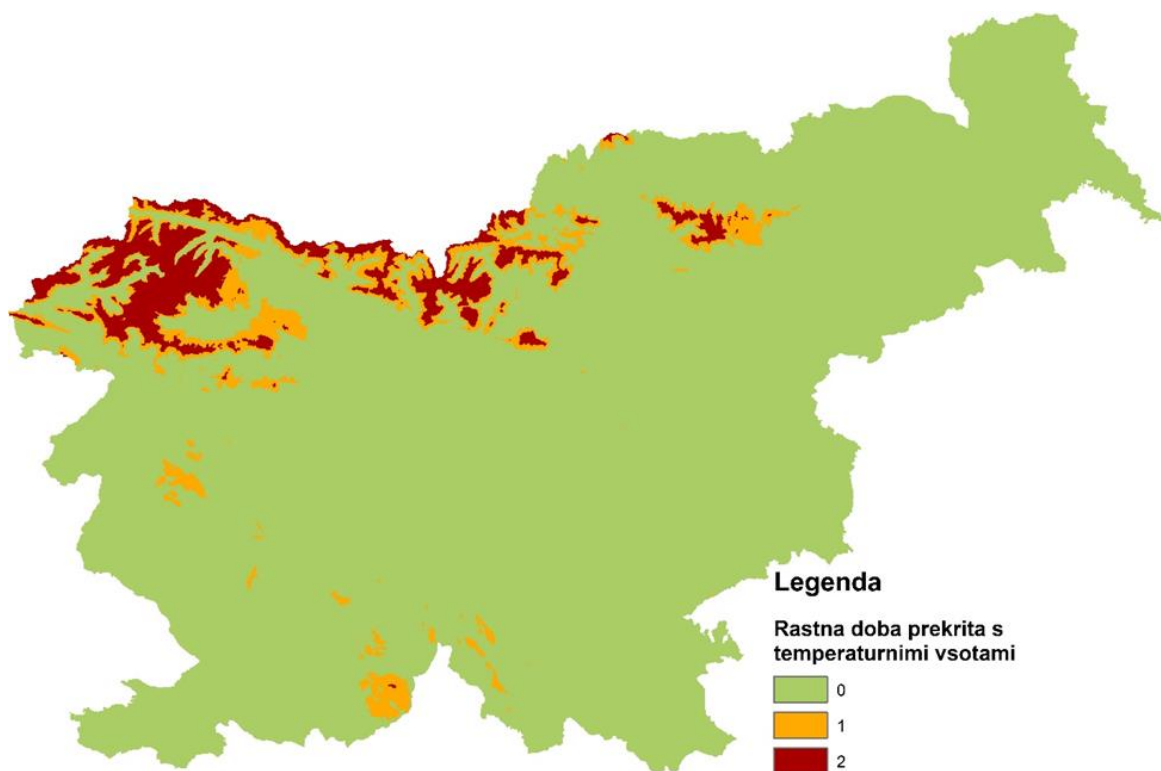 Legenda
Rastna doba prekrita s
temperaturnimi vsotami
0
1
2